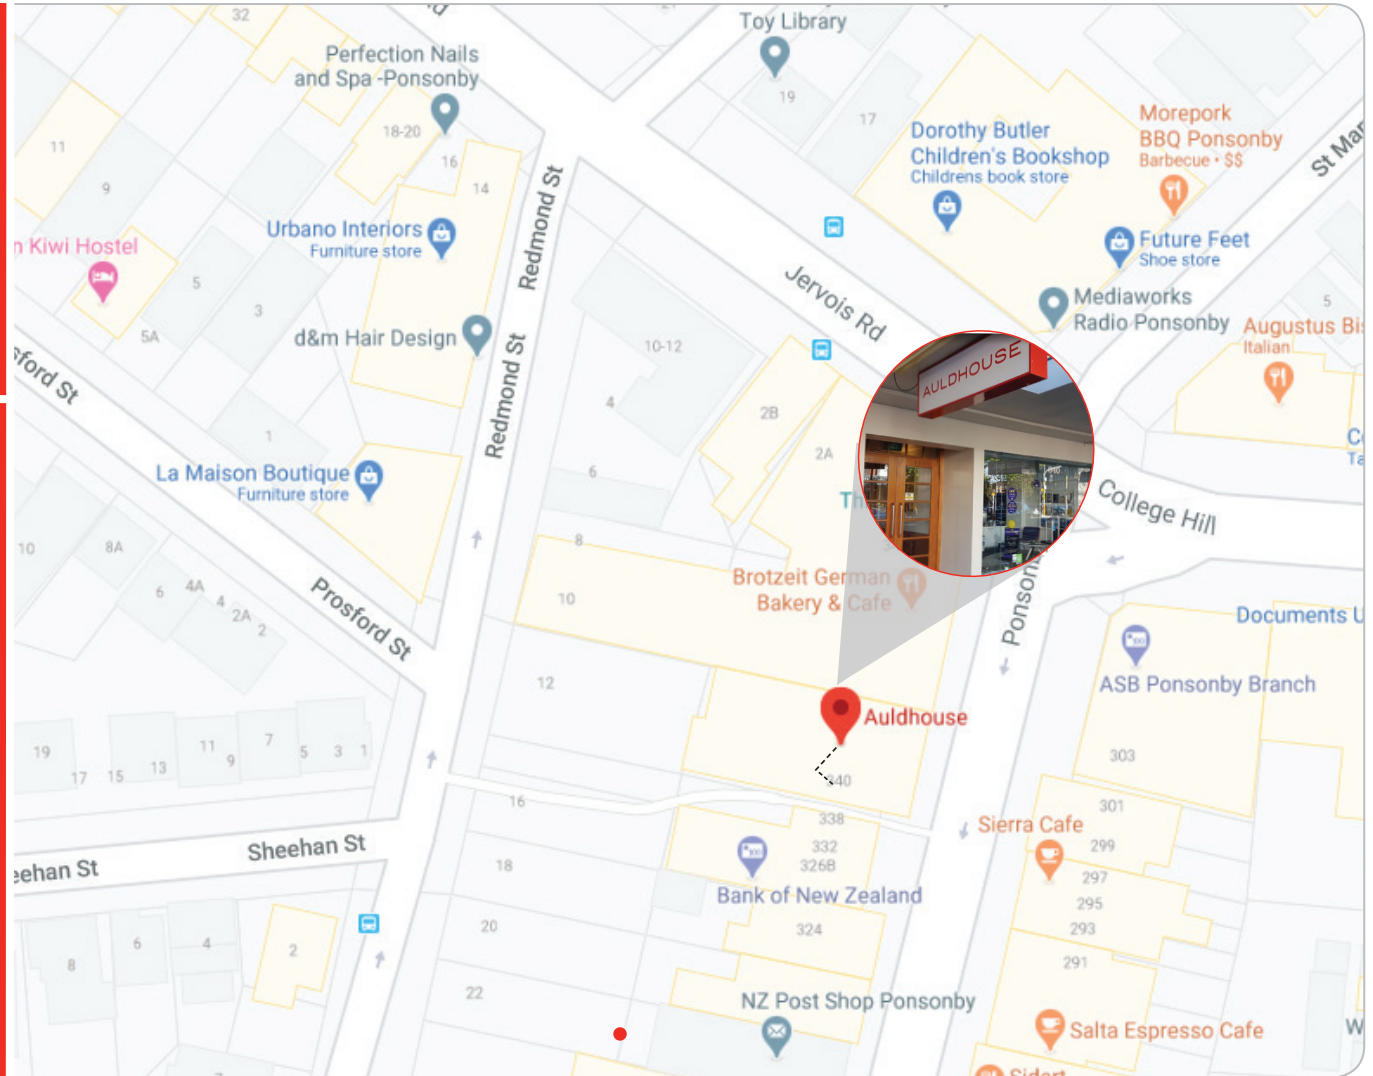 32
Toy Library
Perfection Nails
and Spa -Ponsonby
19
17
18-20
16
14
11
9
Dorothy Butler
Children's Bookshop
Childrens book store
Morepork
BBQ Ponsonby
Barbecue • $$
St Mar
Redmond St
Urbano Interiors
Furniture store
n Kiwi Hostel
Future Feet
Shoe store
5
3
5A
Jervois Rd
Mediaworks
Radio Ponsonby
5
Augustus Bis
Italian
d&m Hair Design
Redmond St
10-12
AULDHOUSE
sford St
4
2B
2A
1
La Maison Boutique
Furniture store
6
Th
College Hill
10
8A
8
6
4A
4
2A
2
Prosford St
10
Brotzeit German
Bakery & Cafe
Ponson
Documents U
ASB Ponsonby Branch
12
Auldhouse
19
17
15
13
11
9
7
5
3
1
303
340
16
338
301
Sierra Cafe
Sheehan St
eehan St
332
326B
299
18
297
Bank of New Zealand
295
20
324
293
8
6
4
2
291
22
NZ Post Shop Ponsonby
Salta Espresso Cafe
W
Sidart